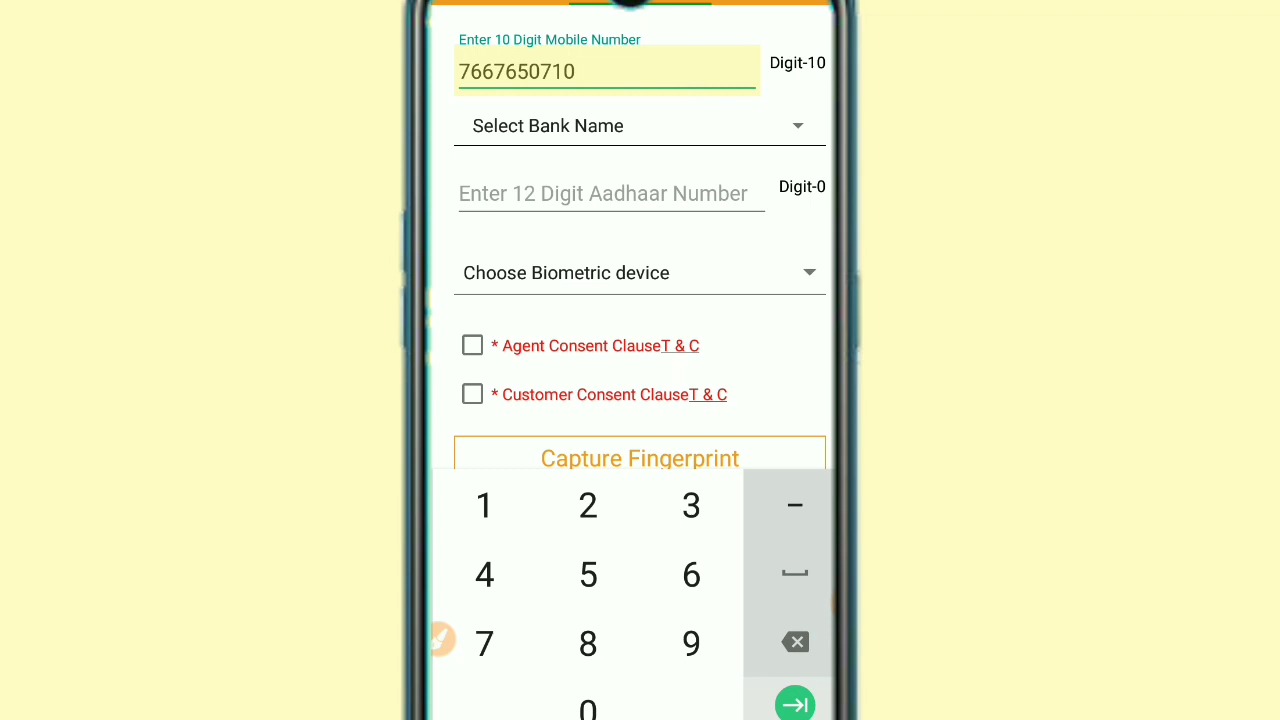 Enter 10 Digit Mobile Number
7667650710
Digit-10
Select Bank Name
Enter 12 Digit Aadhaar Number
Digit-0
Choose Biometric device
* Agent Consent ClauseT & C
* Customer Consent ClauseT & C
Capture Fingerprint
1 2 3 –
4 5 6
7 8 9
0